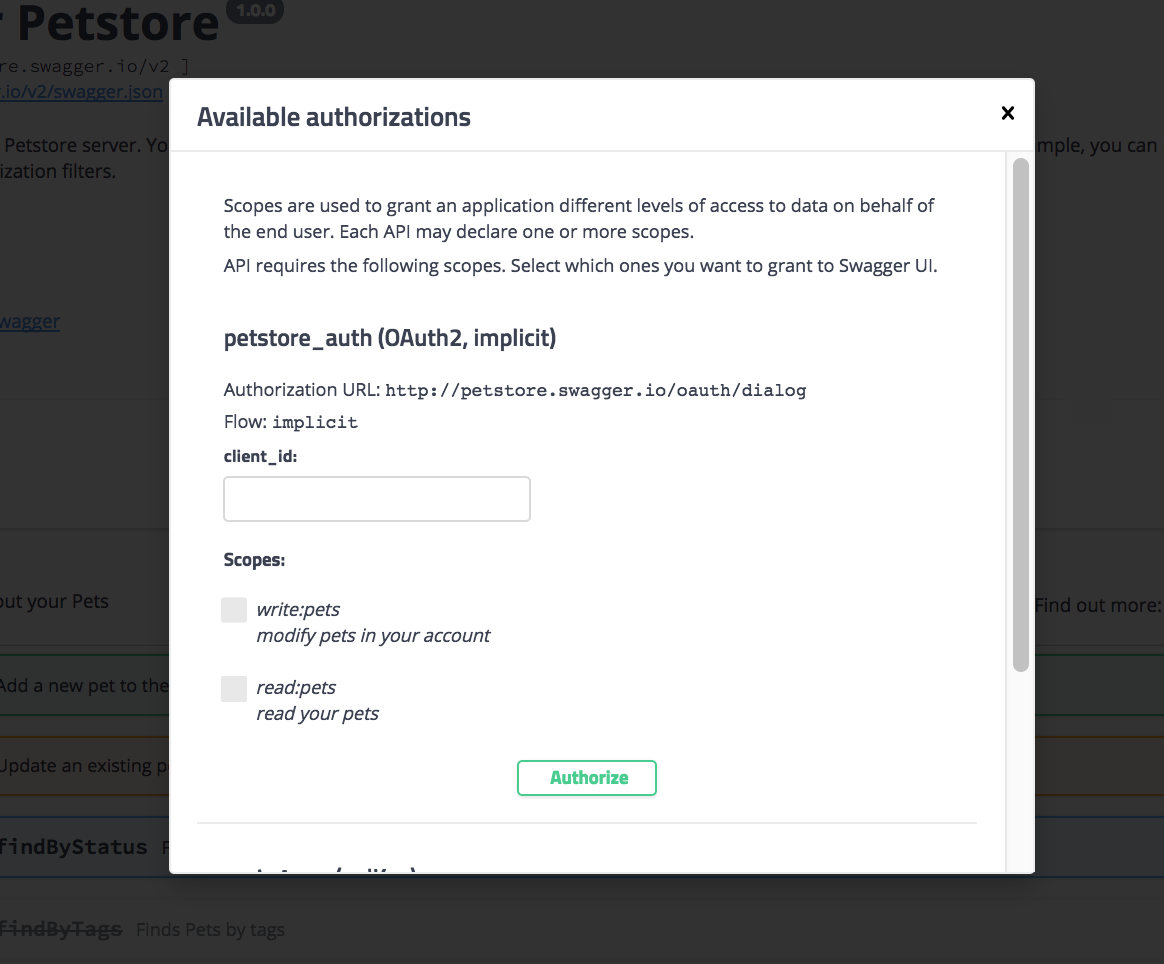 Petstore 1.0.0
re.swagger.io/v2 ]
.io/v2/swagger.json
Available authorizations
Petstore server. Yo
mple, you can
ization filters.
Scopes are used to grant an application different levels of access to data on behalf of
the end user. Each API may declare one or more scopes.
API requires the following scopes. Select which ones you want to grant to Swagger UI.
wagger
petstore_auth (OAuth2, implicit)
Authorization URL: http://petstore.swagger.io/oauth/dialog
Flow: implicit
client_id:
Scopes:
write:pets
modify pets in your account
read:pets
read your pets
Authorize
out your Pets
Find out more:
Add a new pet to the
Update an existing p
findByStatus
findByTags Finds Pets by tags